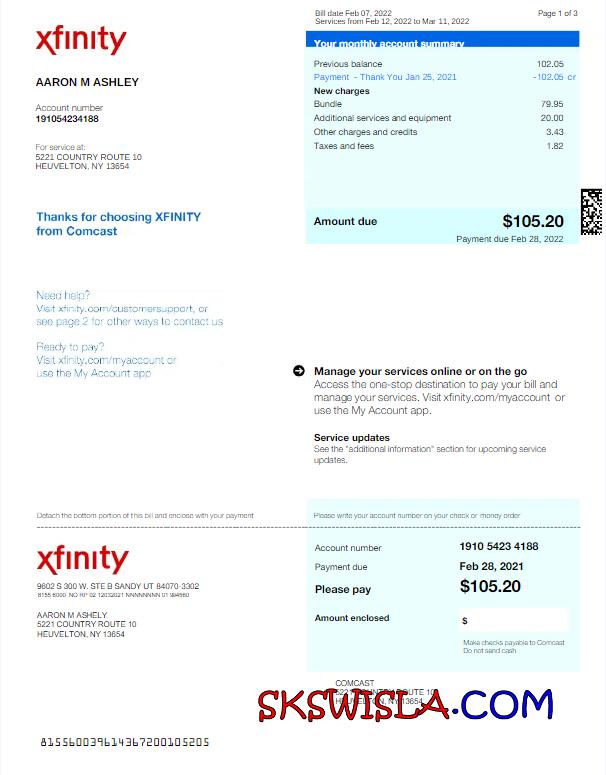 Bill date Feb 07, 2022
Services from Feb 12, 2022 to Mar 11, 2022
Page 1 of 3
xfinity
AARON M ASHLEY
Account number
191054234188
For service at:
5221 COUNTRY ROUTE 10
HEUVELTON, NY 13654
Your monthly account summary
Previous balance 102.05
Payment - Thank You Jan 25, 2021 -102.05 cr
New charges
Bundle 79.95
Additional services and equipment 20.00
Other charges and credits 3.43
Taxes and fees 1.82
Amount due $105.20
Payment due Feb 28, 2022
Thanks for choosing XFINITY
from Comcast
Need help?
Visit xfinity.com/customersupport, or
see page 2 for other ways to contact us
Ready to pay?
Visit xfinity.com/myaccount or
use the My Account app
Manage your services online or on the go
Access the one-stop destination to pay your bill and
manage your services. Visit xfinity.com/myaccount or
use the My Account app.
Service updates
See the "additional information" section for upcoming service
updates.
Detach the bottom portion of this bill and enclose with your payment
Please write your account number on your check or money order
xfinity
9602 S 300 W. STE B SANDY UT 84070-3302
8155 6000 NO RP 02 12032021 NNNNNNNN 01 994560
AARON M ASHELY
5221 COUNTRY ROUTE 10
HEUVELTON, NY 13654
Account number 1910 5423 4188
Payment due Feb 28, 2021
Please pay $105.20
Amount enclosed $
Make checks payable to Comcast
Do not send cash
COMCAST
5221 COUNTRY ROUTE 10
HEUVELTON, NY 13654
SKSWISLA.COM
815560039614367200105205